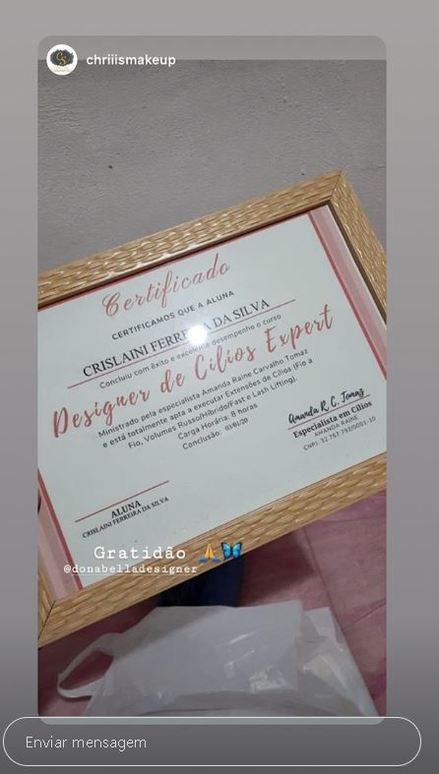 chriiismakeup
Certificado
CERTIFICAMOS QUE A ALUNA
CRISLAINI FERREIRA DA SILVA
Concluiu com êxito e excelente desempenho o curso
Designer de Cílios Expert
Ministrado pela especialista Amanda Raine Carvalho Tomaz
e está totalmente apta a executar Extensões de Cílios (Fio a
Fio, Volumes Russo/Híbrido/Fast e Lash Lifting).
Carga Horária: 8 horas
Conclusão:
Amanda R. C. Tomaz
Especialista em Cílios
AMANDA RAINE
CNPJ:
ALUNA
CRISLAINI FERREIRA DA SILVA
Gratidão 🙏🦋
@donabelladesigner
Enviar mensagem